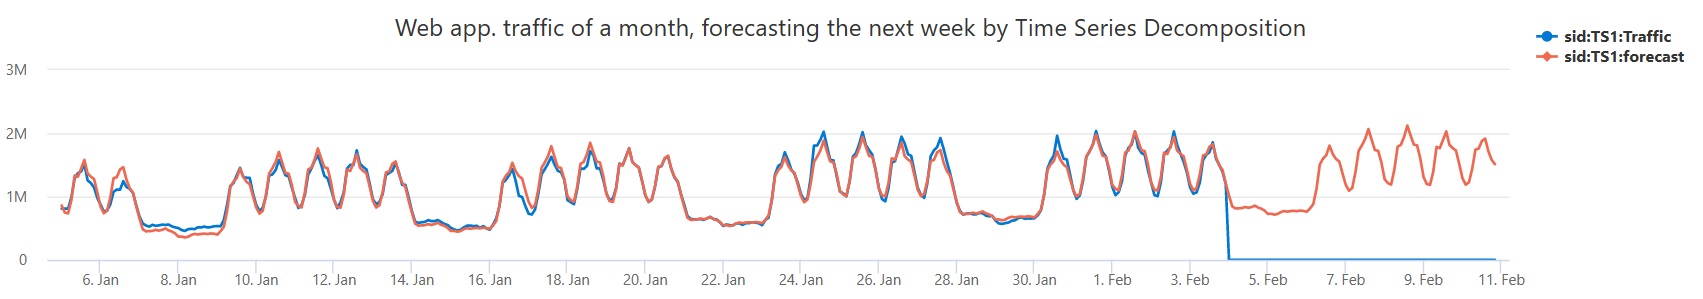 Web app. traffic of a month, forecasting the next week by Time Series Decomposition
sid:TS1:Traffic
sid:TS1:forecast
3M
2M
1M
0
6. Jan 8. Jan 10. Jan 12. Jan 14. Jan 16. Jan 18. Jan 20. Jan 22. Jan 24. Jan 26. Jan 28. Jan 30. Jan 1. Feb 3. Feb 5. Feb 7. Feb 9. Feb 11. Feb